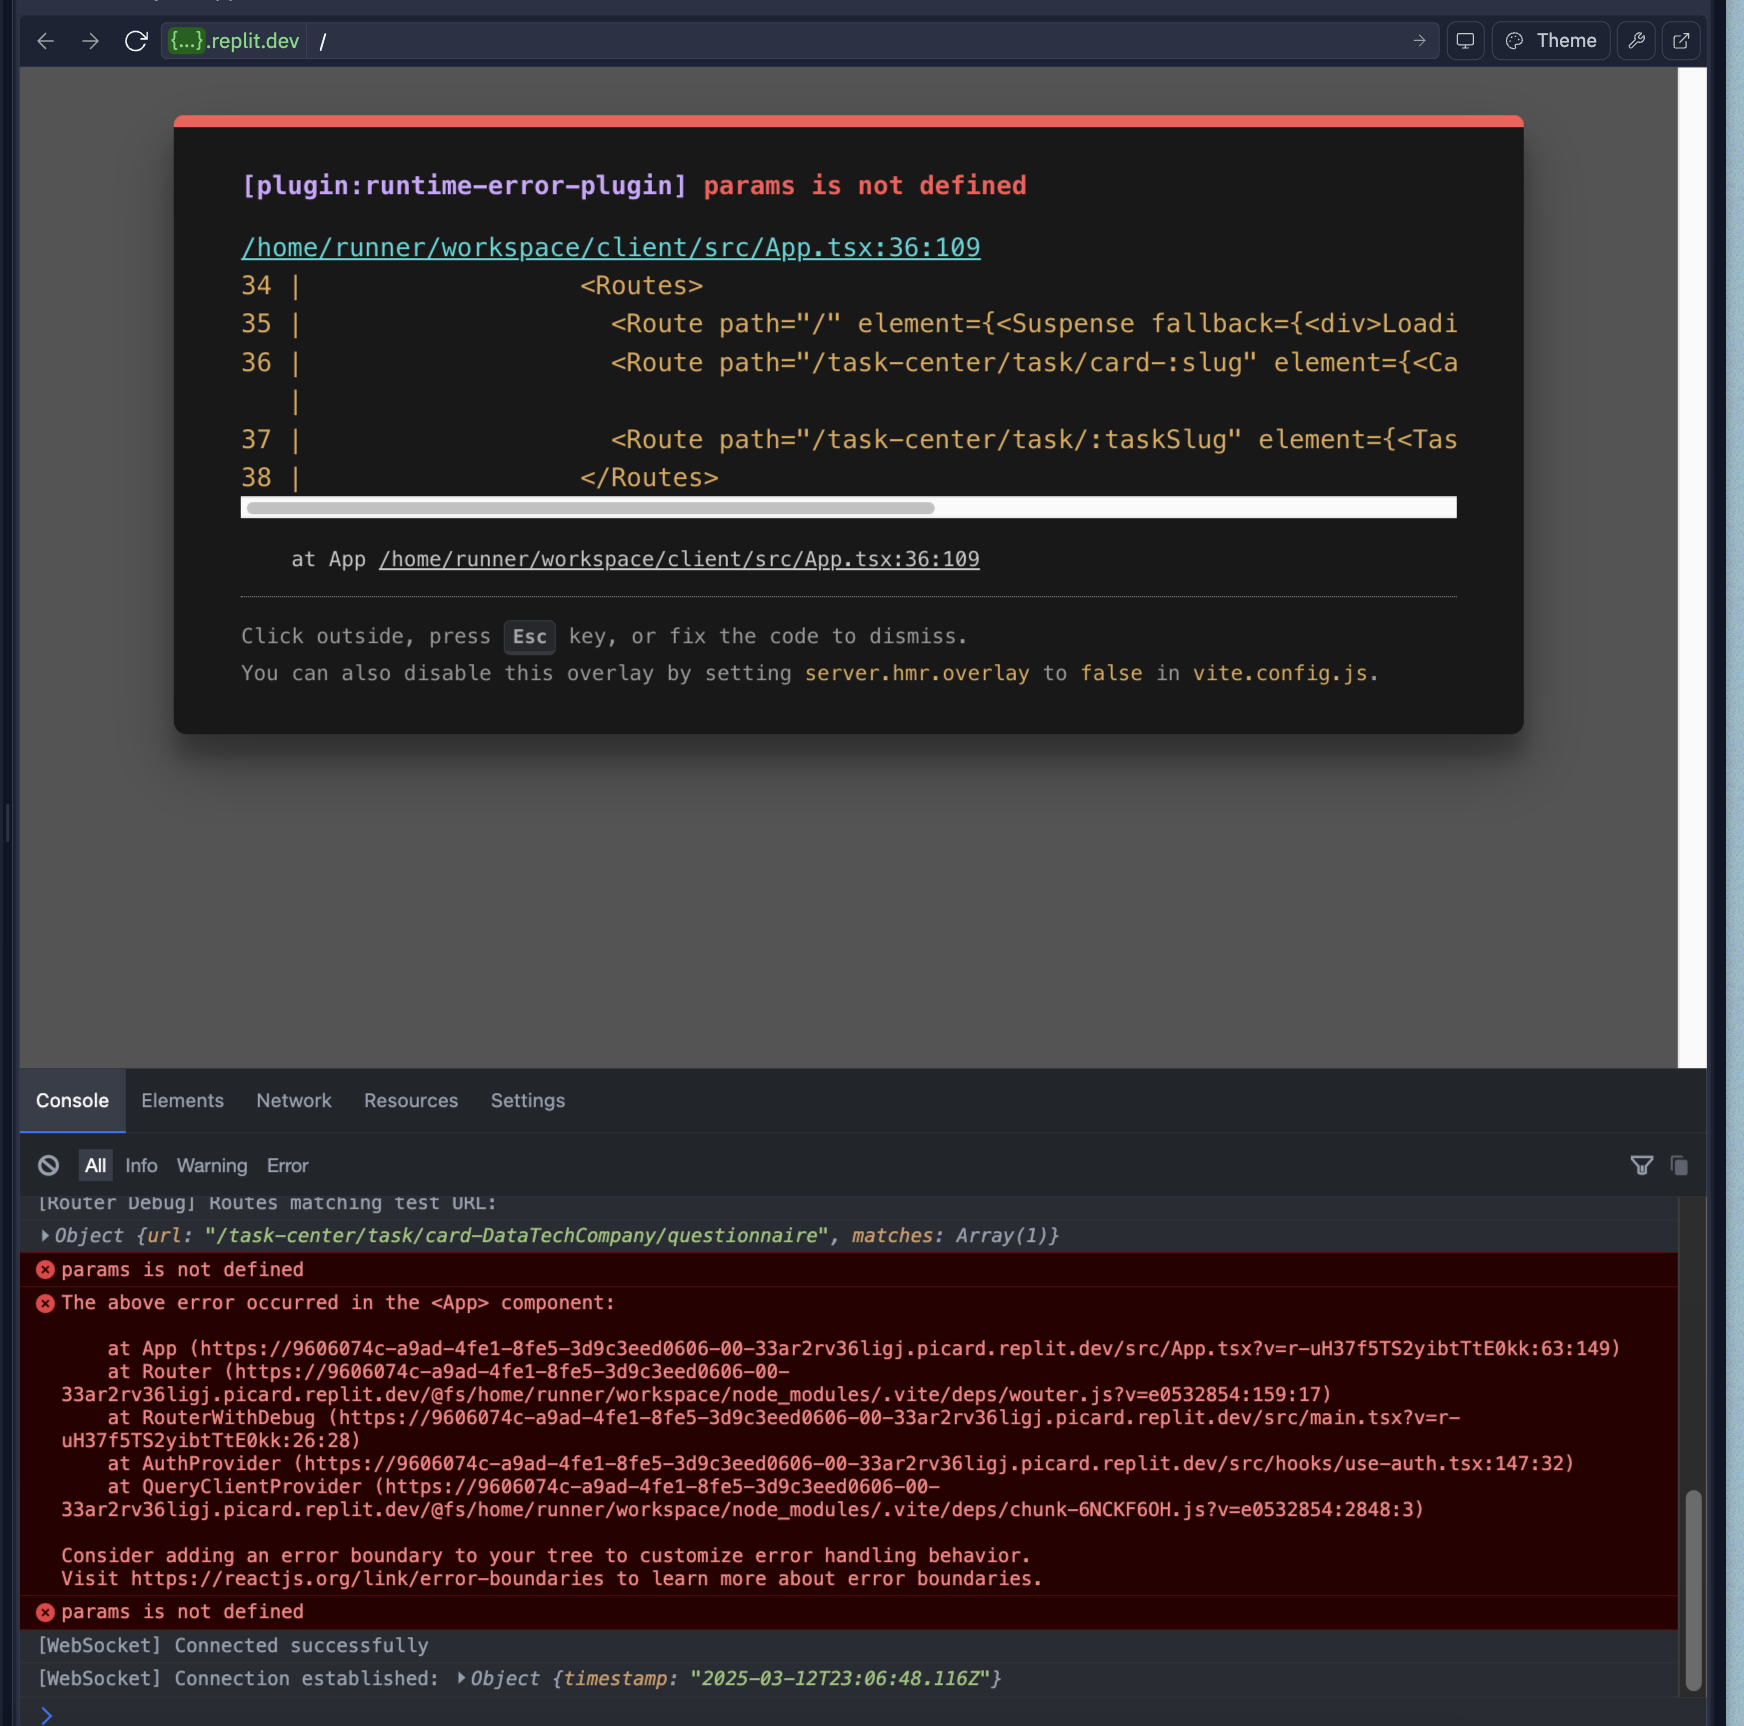 {...}.replit.dev /
Theme
[plugin:runtime-error-plugin] params is not defined
/home/runner/workspace/client/src/App.tsx:36:109
34 | <Routes>
35 | <Route path="/" element={<Suspense fallback={<div>Loadi
36 | <Route path="/task-center/task/card-:slug" element={<Ca
|
37 | <Route path="/task-center/task/:taskSlug" element={<Tas
38 | </Routes>
at App /home/runner/workspace/client/src/App.tsx:36:109
Click outside, press Esc key, or fix the code to dismiss.
You can also disable this overlay by setting server.hmr.overlay to false in vite.config.js.
Console Elements Network Resources Settings
All Info Warning Error
[Router Debug] Routes matching test URL:
Object {url: "/task-center/task/card-DataTechCompany/questionnaire", matches: Array(1)}
params is not defined
The above error occurred in the <App> component:
at App (https://9606074c-a9ad-4fe1-8fe5-3d9c3eed0606-00-33ar2rv36ligj.picard.replit.dev/src/App.tsx?v=r-uH37f5TS2yibtTtE0kk:63:149)
at Router (https://9606074c-a9ad-4fe1-8fe5-3d9c3eed0606-00-
33ar2rv36ligj.picard.replit.dev/@fs/home/runner/workspace/node_modules/.vite/deps/wouter.js?v=e0532854:159:17)
at RouterWithDebug (https://9606074c-a9ad-4fe1-8fe5-3d9c3eed0606-00-33ar2rv36ligj.picard.replit.dev/src/main.tsx?v=r-
uH37f5TS2yibtTtE0kk:26:28)
at AuthProvider (https://9606074c-a9ad-4fe1-8fe5-3d9c3eed0606-00-33ar2rv36ligj.picard.replit.dev/src/hooks/use-auth.tsx:147:32)
at QueryClientProvider (https://9606074c-a9ad-4fe1-8fe5-3d9c3eed0606-00-
33ar2rv36ligj.picard.replit.dev/@fs/home/runner/workspace/node_modules/.vite/deps/chunk-6NCKF6OH.js?v=e0532854:2848:3)
Consider adding an error boundary to your tree to customize error handling behavior.
Visit https://reactjs.org/link/error-boundaries to learn more about error boundaries.
params is not defined
[WebSocket] Connected successfully
[WebSocket] Connection established: Object {timestamp: "2025-03-12T23:06:48.116Z"}